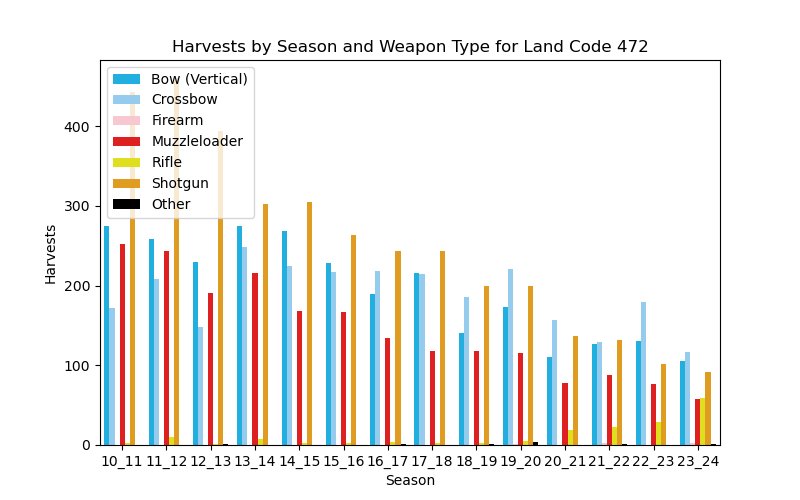 Harvests by Season and Weapon Type for Land Code 472
Bow (Vertical)
Crossbow
Firearm
Muzzleloader
Rifle
Shotgun
Other
400
300
200
100
0
Harvests
10_11 11_12 12_13 13_14 14_15 15_16 16_17 17_18 18_19 19_20 20_21 21_22 22_23 23_24
Season